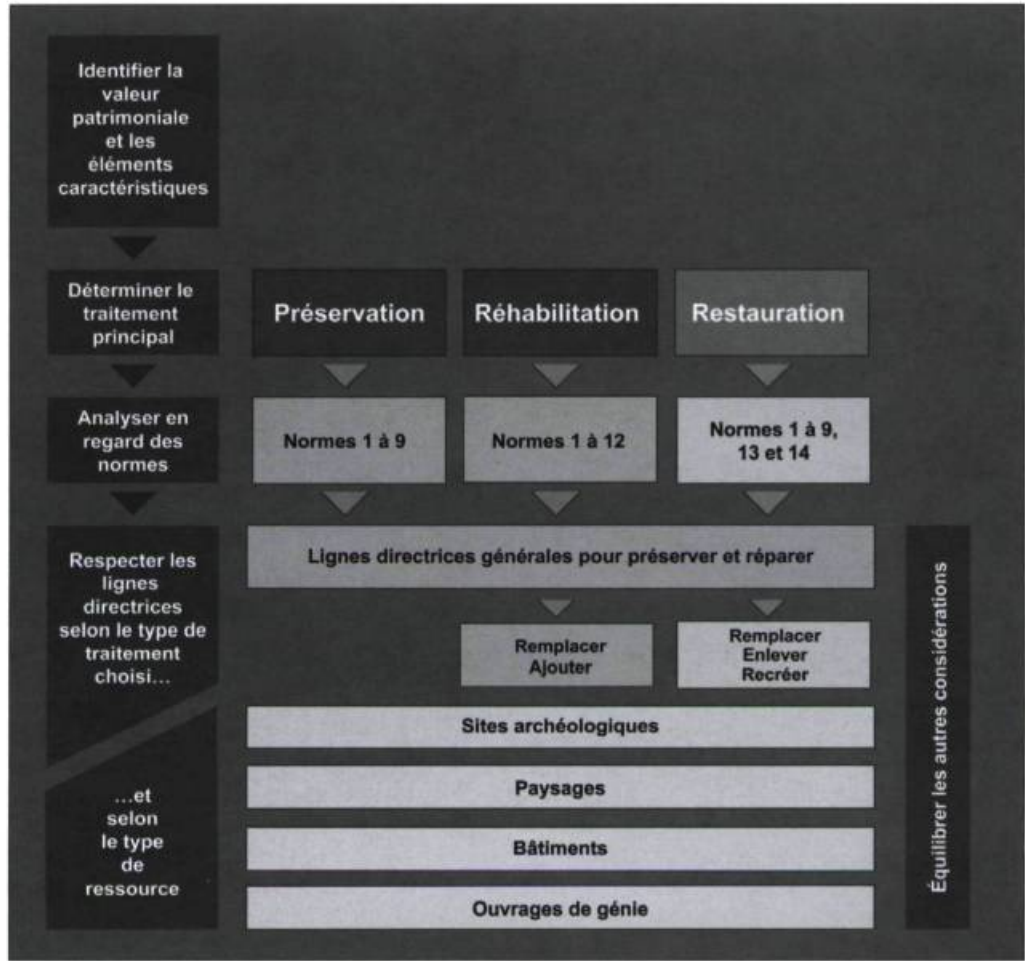 Identifier la
valeur
patrimoniale
et les
éléments
caractéristiques
Déterminer le
traitement
principal
Préservation
Réhabilitation
Restauration
Analyser en
regard des
normes
Normes 1 à 9
Normes 1 à 12
Normes 1 à 9,
13 et 14
Respecter les
lignes
directrices
selon le type de
traitement
choisi...
Lignes directrices générales pour préserver et réparer
Remplacer
Ajouter
Remplacer
Enlever
Recréer
...et
selon
le type
de
ressource
Sites archéologiques
Paysages
Bâtiments
Ouvrages de génie
Équilibrer les autres considérations